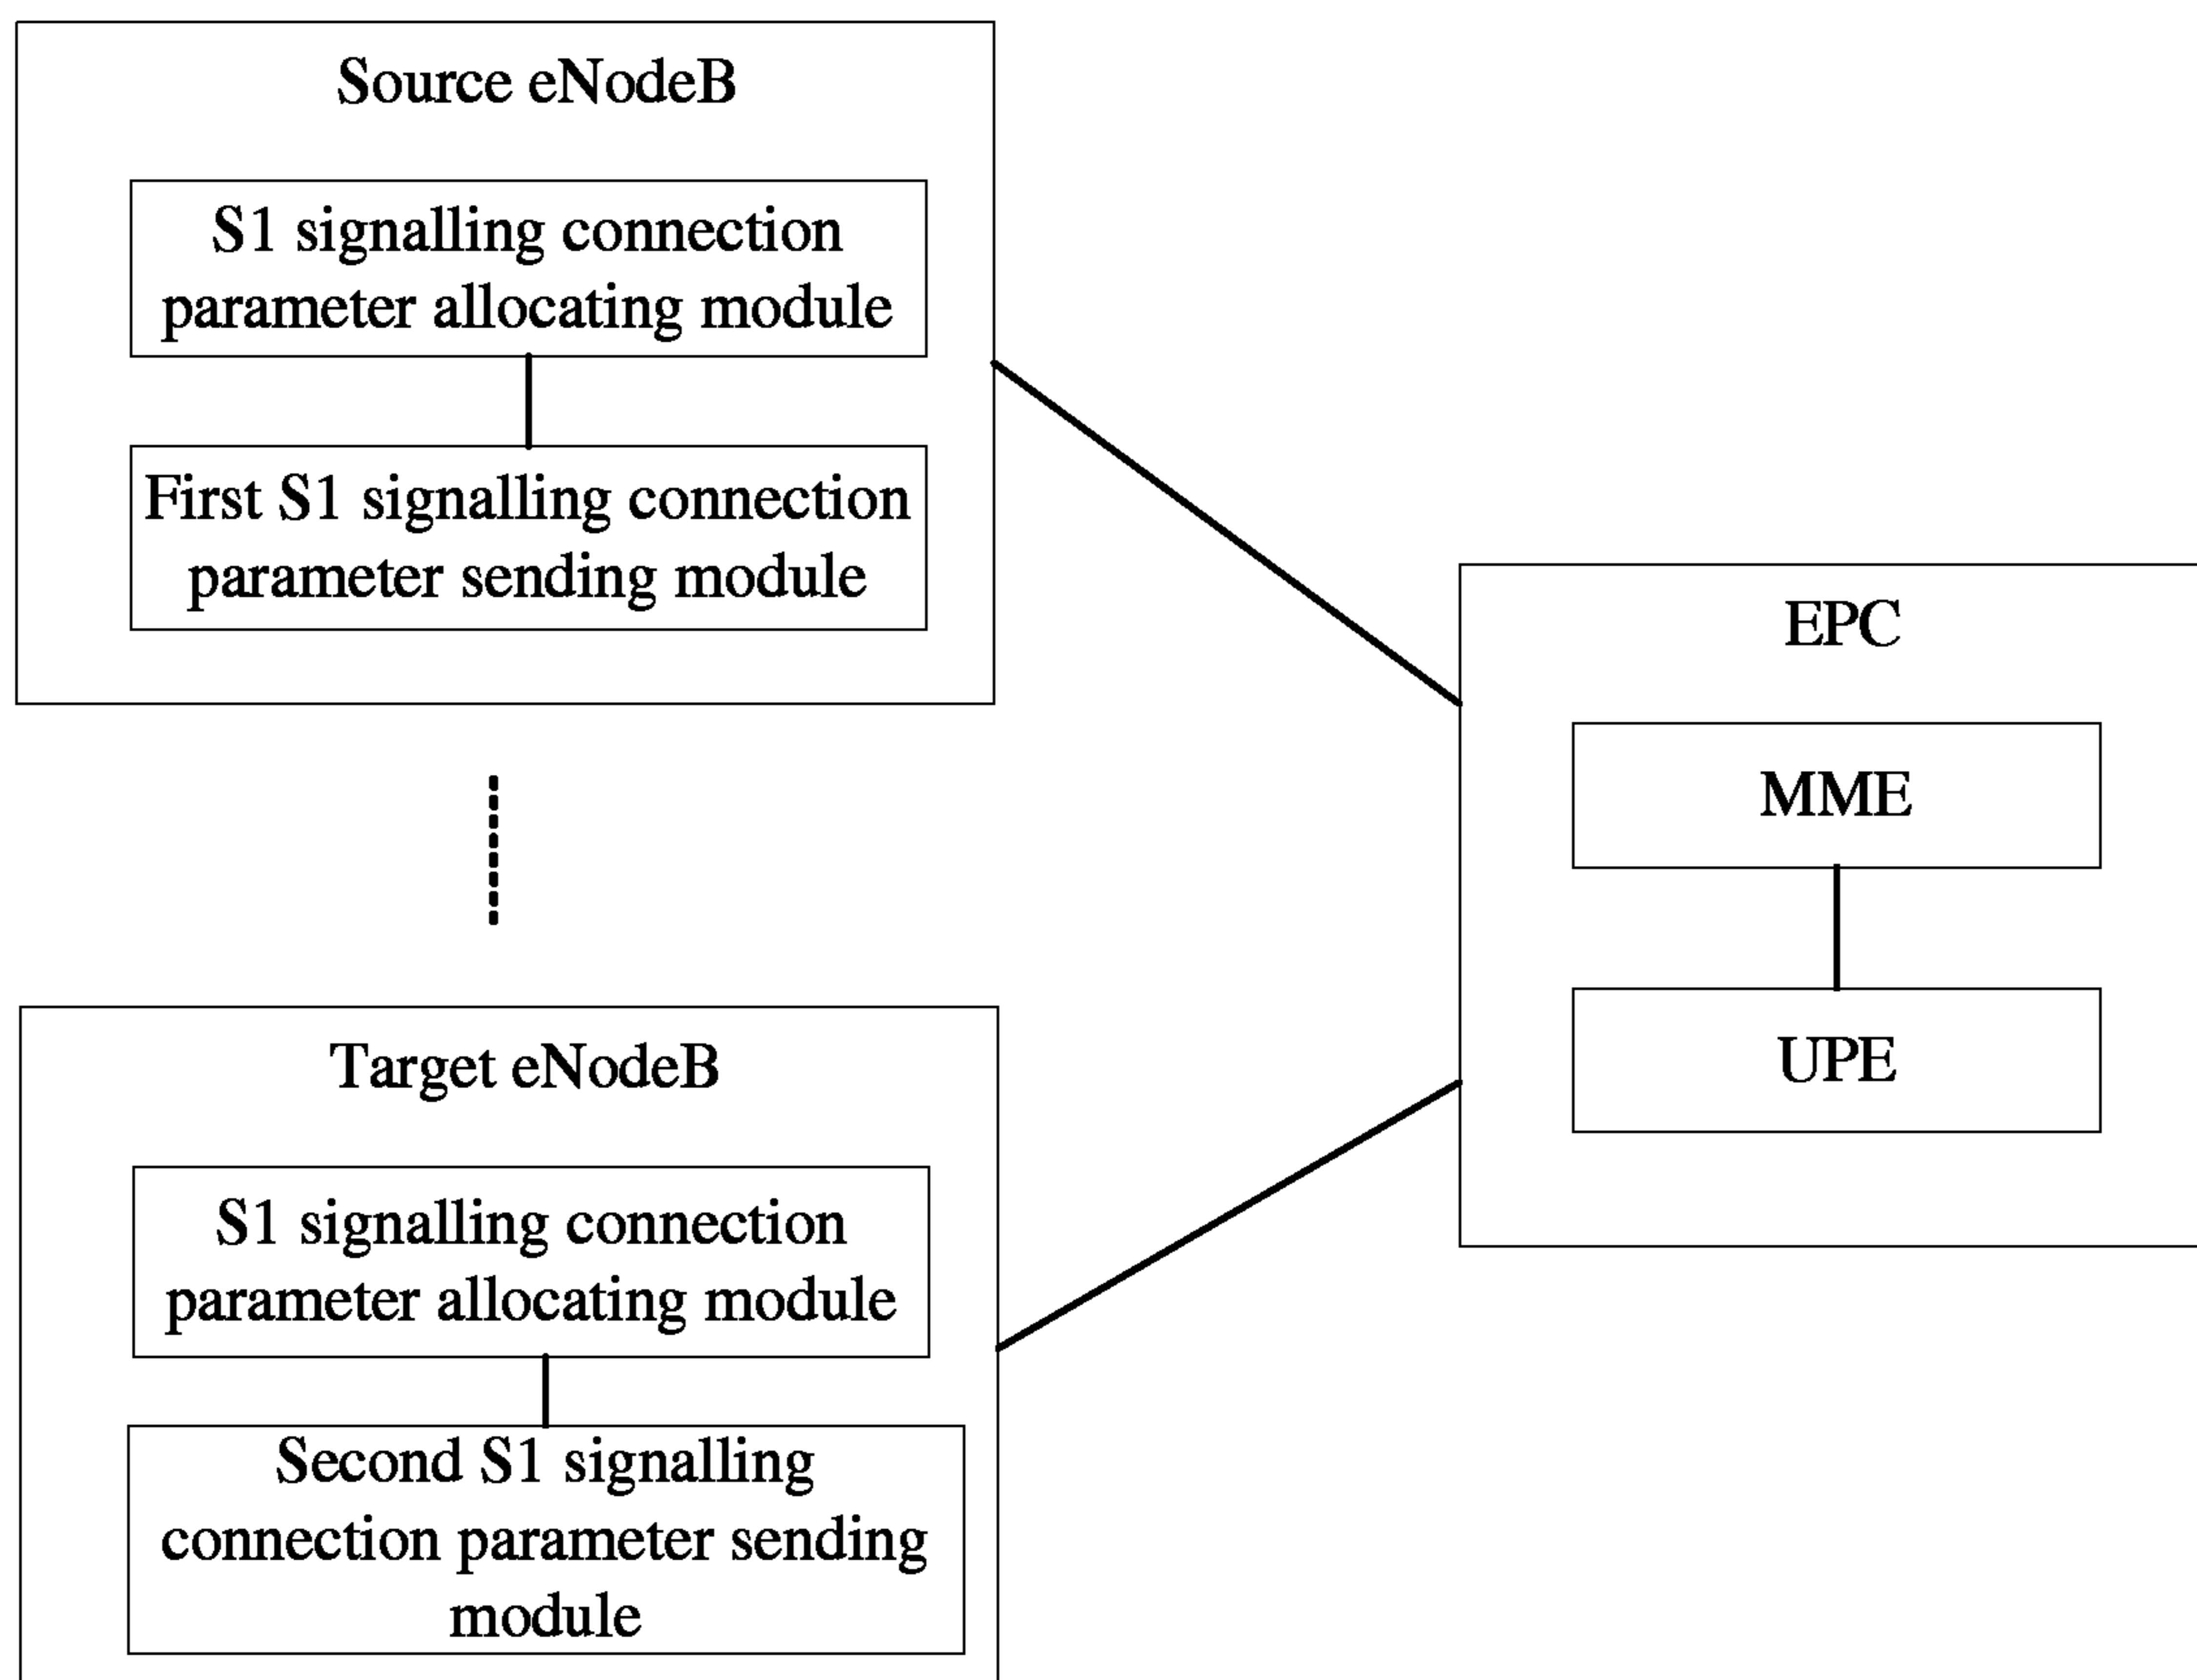 Source eNodeB
S1 signalling connection
parameter allocating module
First S1 signalling connection
parameter sending module
EPC
MME
UPE
Target eNodeB
S1 signalling connection
parameter allocating module
Second S1 signalling
connection parameter sending
module